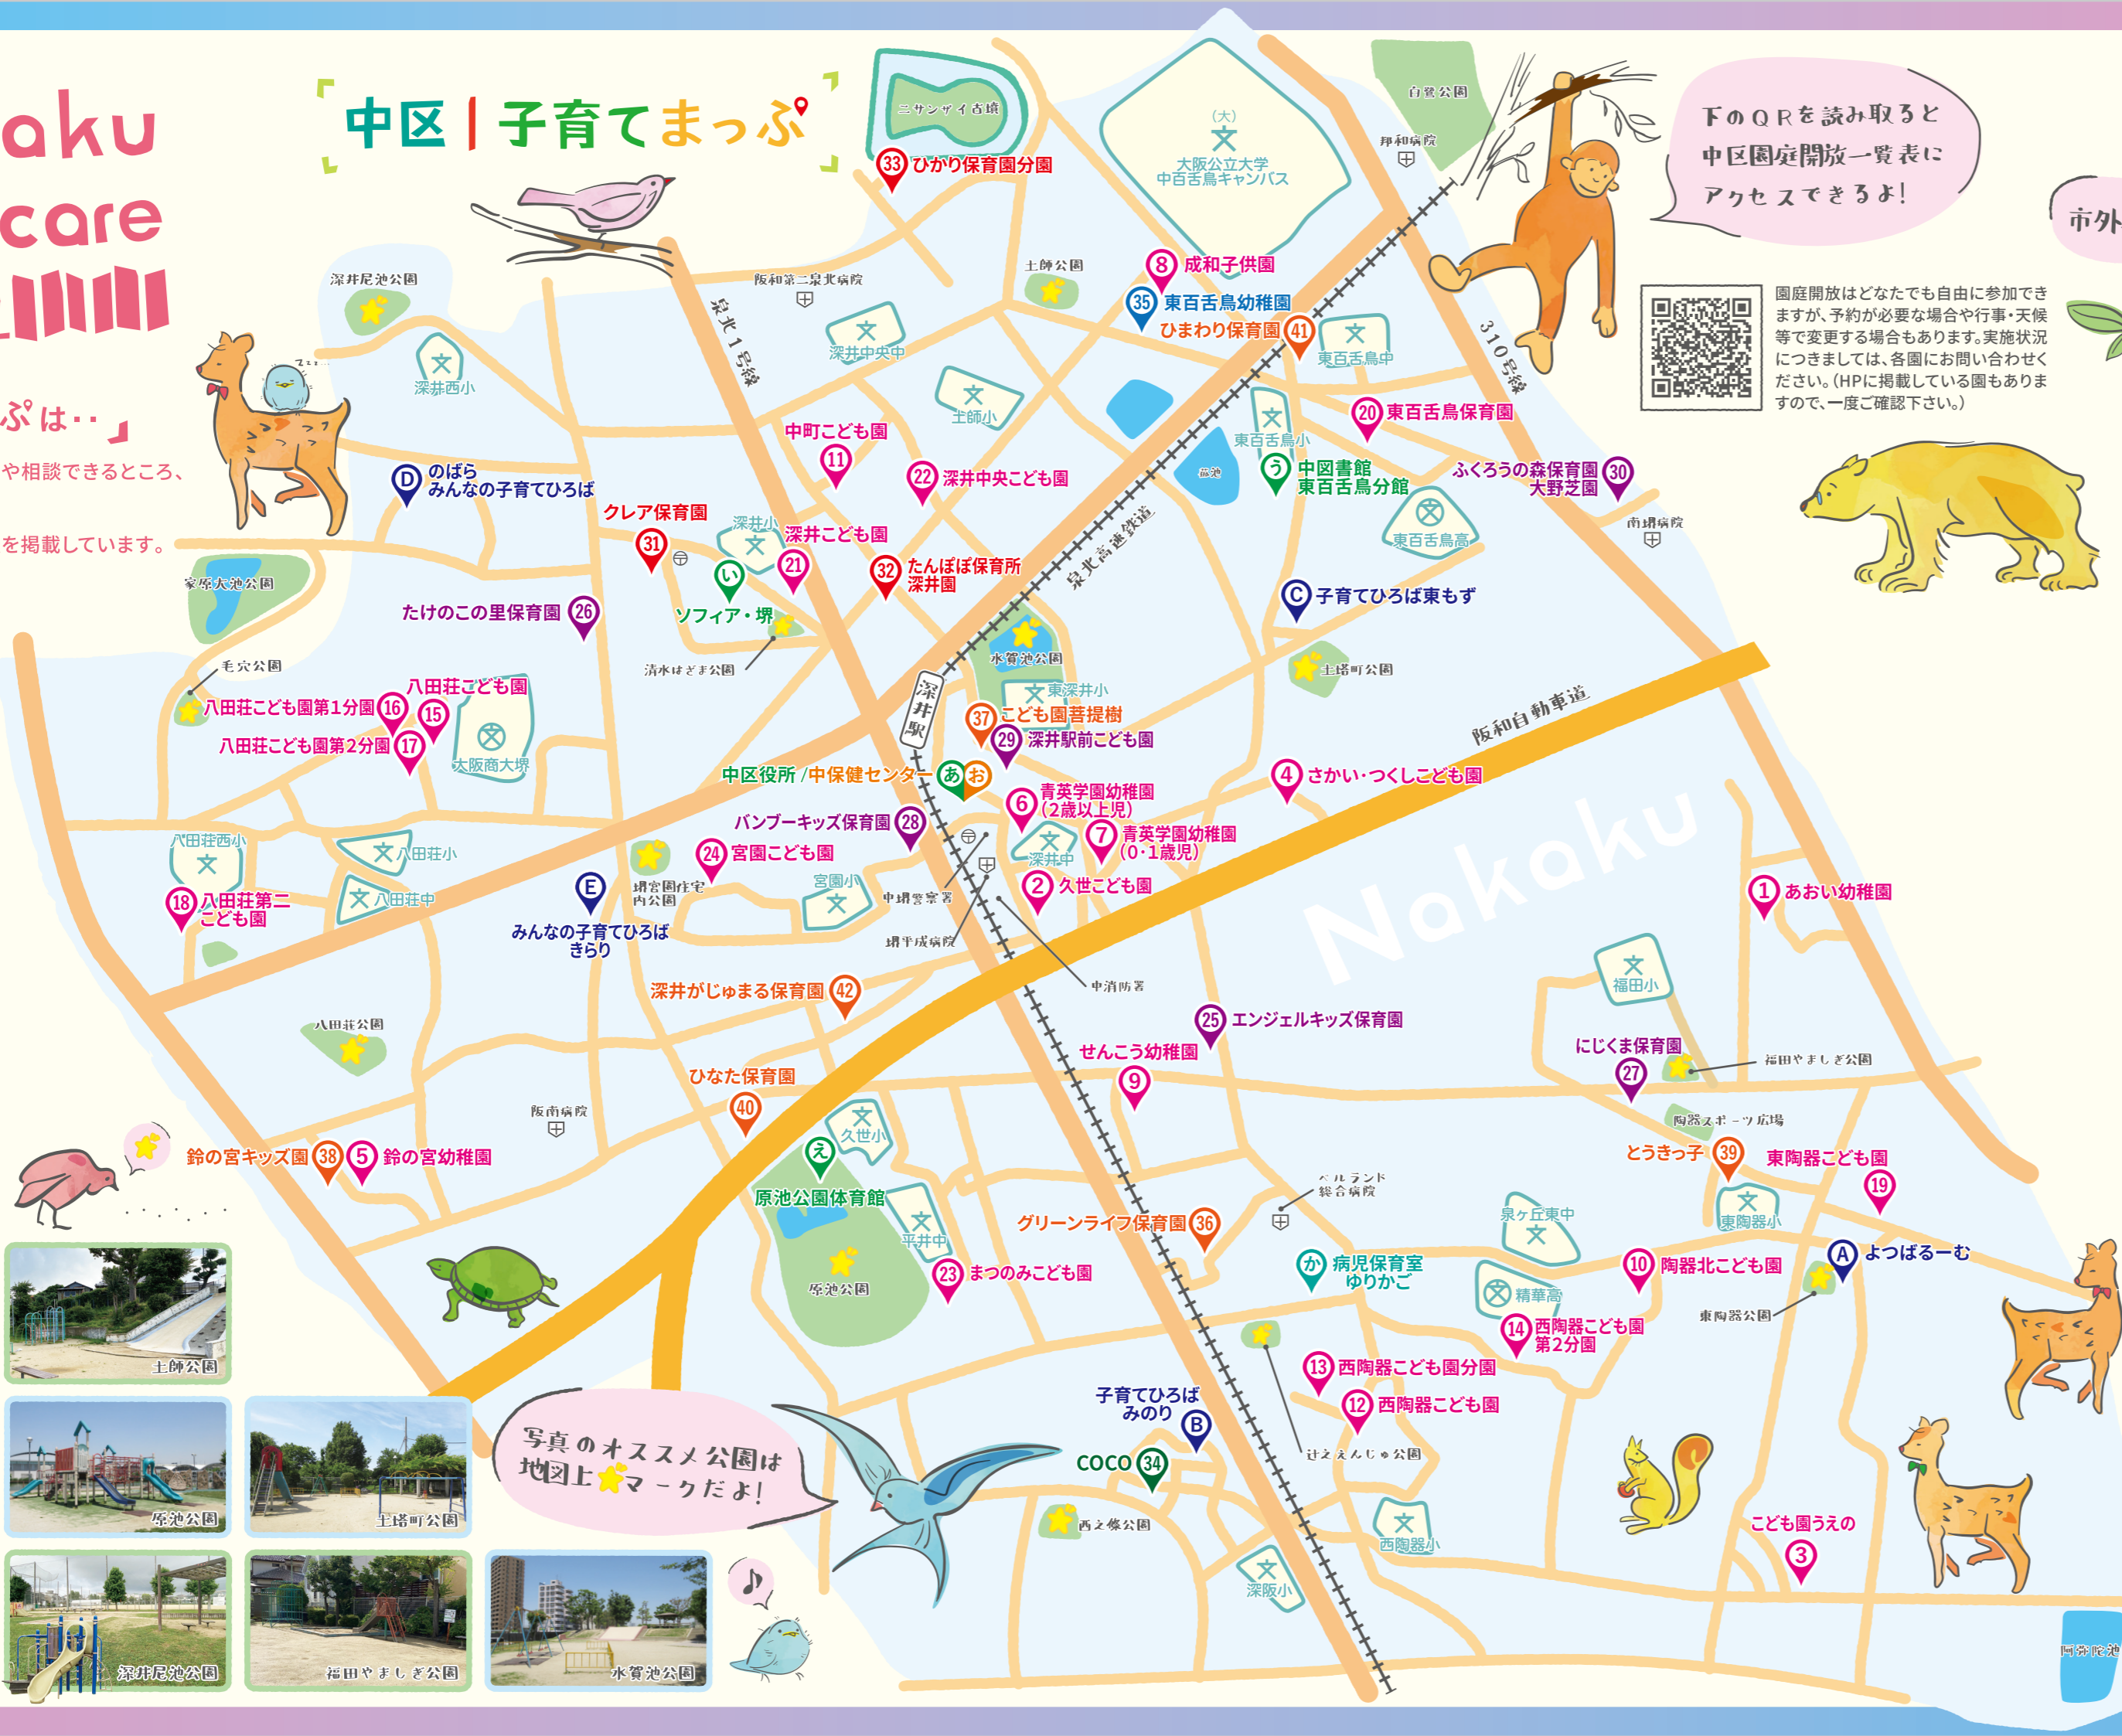 aku
care
中区|子育てまっぷ
ぷは‥」
や相談できるところ、
を掲載しています。
下のQRを読み取ると
中区園庭開放一覧表に
アクセスできるよ!
市外
園庭開放はどなたでも自由に参加でき
ますが、予約が必要な場合や行事・天候
等で変更する場合もあります。実施状況
につきましては、各園にお問い合わせく
ださい。(HPに掲載している園もありま
すので、一度ご確認下さい。)
ニサンザイ古墳
33 ひかり保育園分園
(大)
大阪公立大学
中百舌鳥キャンパス
白鷺公園
邦和病院
深井尼池公園
深井西小
泉北1号線
阪和第二泉北病院
深井中央中
土師公園
土師小
8 成和子供園
35 東百舌鳥幼稚園
ひまわり保育園 41
東百舌鳥中
310号線
東百舌鳥小
20 東百舌鳥保育園
中町こども園
11
22 深井中央こども園
菰池
う 中図書館
東百舌鳥分館
ふくろうの森保育園 30
大野芝園
東百舌鳥高
南堺病院
D のばら
みんなの子育てひろば
クレア保育園
31
深井小
深井こども園
21
い
ソフィア・堺
32 たんぽぽ保育所
深井園
泉北高速鉄道
家原大池公園
たけのこの里保育園 26
清水はざま公園
水賀池公園
C 子育てひろば東もず
土塔町公園
毛穴公園
八田荘こども園
15
八田荘こども園第1分園 16
八田荘こども園第2分園 17
大阪商大堺
深井駅
東深井小
37 こども園菩提樹
29 深井駅前こども園
阪和自動車道
中区役所/中保健センター あ お
4 さかい・つくしこども園
6 青英学園幼稚園
(2歳以上児)
7 青英学園幼稚園
(0・1歳児)
深井中
バンブーキッズ保育園 28
24 宮園こども園
堺宮園住宅
内公園
宮園小
中堺警察署
堺平成病院
2 久世こども園
中消防署
Nakaku
1 あおい幼稚園
八田荘西小
八田荘小
八田荘中
18 八田荘第二
こども園
E
みんなの子育てひろば
きらり
深井がじゅまる保育園 42
八田荘公園
25 エンジェルキッズ保育園
福田小
せんこう幼稚園
9
にじくま保育園
27
福田やましぎ公園
ひなた保育園
40
阪南病院
久世小
陶器スポーツ広場
鈴の宮キッズ園 38
5 鈴の宮幼稚園
え
原池公園体育館
とうきっ子 39
東陶器こども園
19
東陶器小
ベルランド
総合病院
グリーンライフ保育園 36
平井中
原池公園
23 まつのみこども園
か 病児保育室
ゆりかご
泉ヶ丘東中
精華高
10 陶器北こども園
A よつばるーむ
東陶器公園
14 西陶器こども園
第2分園
13 西陶器こども園分園
12 西陶器こども園
子育てひろば
みのり B
COCO 34
辻之えんじゅ公園
西之條公園
西陶器小
深阪小
こども園うえの
3
阿弥陀池
写真のオススメ公園は
地図上マークだよ!
土師公園
原池公園
土塔町公園
深井尼池公園
福田やましぎ公園
水賀池公園